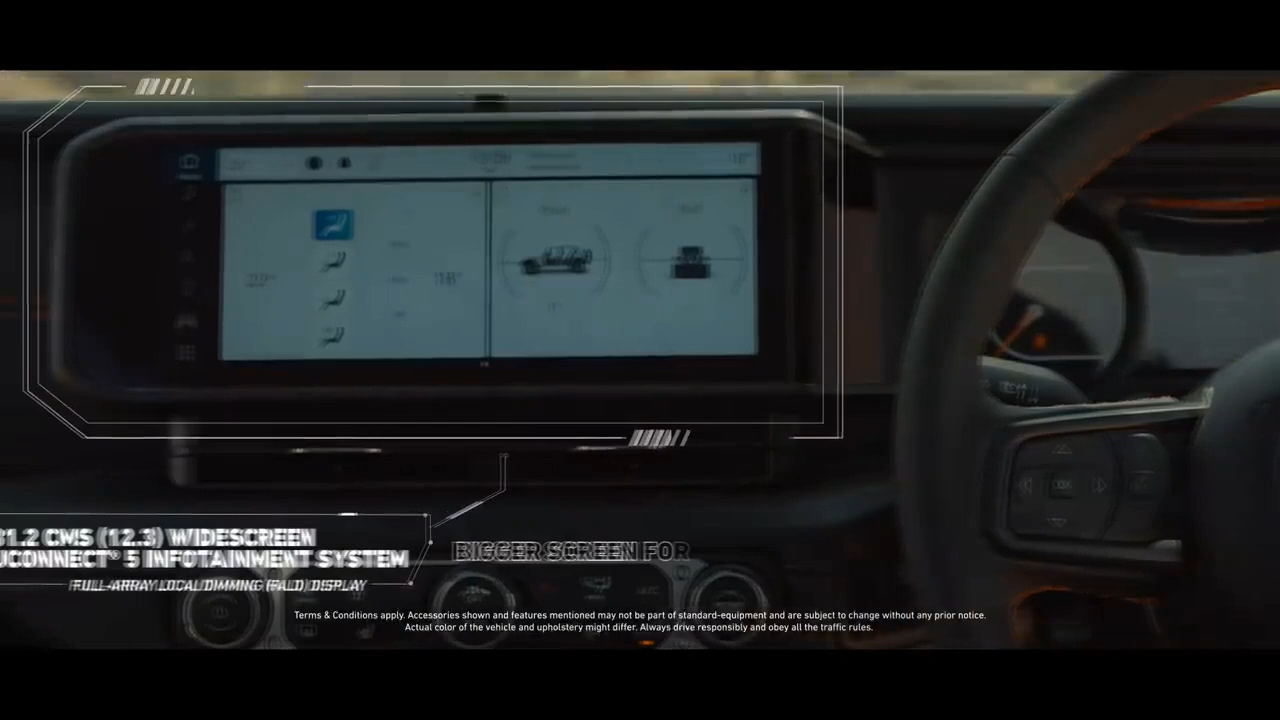 31.2 CMS (12.3) WIDESCREEN
UCONNECT® 5 INFOTAINMENT SYSTEM
FULL-ARRAY LOCAL DIMMING (FALD) DISPLAY
BIGGER SCREEN FOR
OK
Terms & Conditions apply. Accessories shown and features mentioned may not be part of standard-equipment and are subject to change without any prior notice.
Actual color of the vehicle and upholstery might differ. Always drive responsibly and obey all the traffic rules.